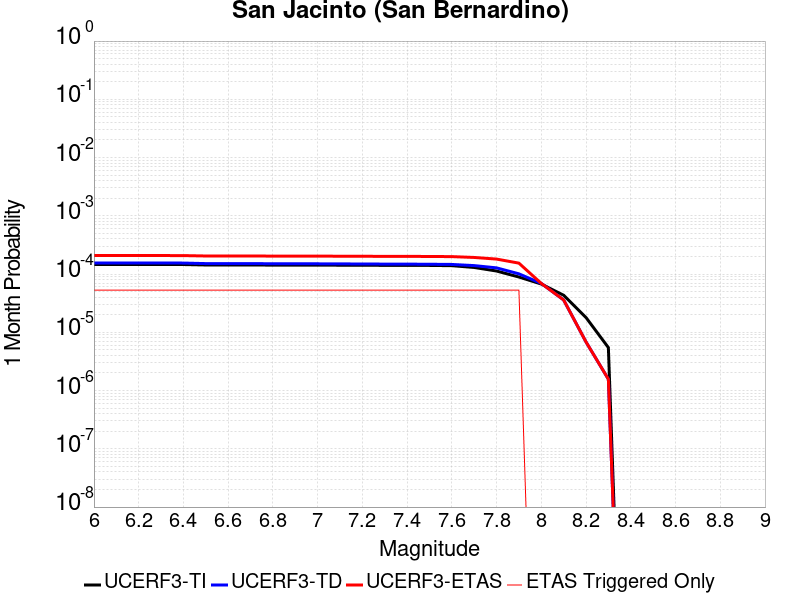 San Jacinto (San Bernardino)
1 Month Probability
10^0
10^-1
10^-2
10^-3
10^-4
10^-5
10^-6
10^-7
10^-8
6 6.2 6.4 6.6 6.8 7 7.2 7.4 7.6 7.8 8 8.2 8.4 8.6 8.8 9
Magnitude
UCERF3-TI UCERF3-TD UCERF3-ETAS ETAS Triggered Only